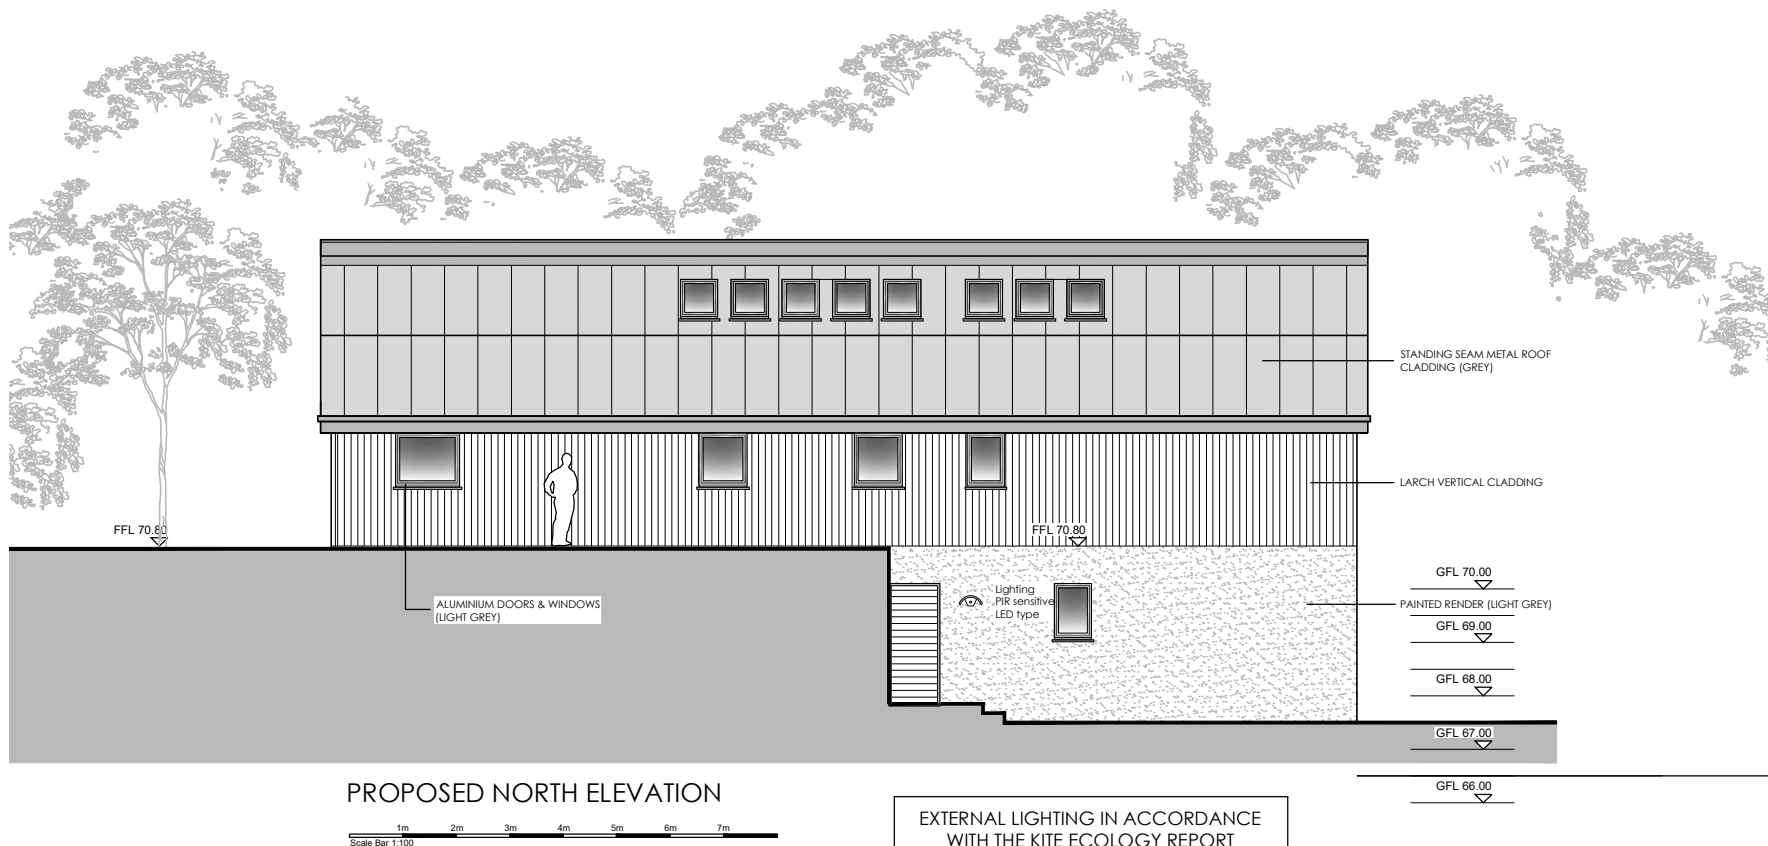 STANDING SEAM METAL ROOF
CLADDING (GREY)
LARCH VERTICAL CLADDING
FFL 70.80
FFL 70.80
GFL 70.00
Lighting
PIR sensitive
LED type
ALUMINIUM DOORS & WINDOWS
(LIGHT GREY)
PAINTED RENDER (LIGHT GREY)
GFL 69.00
GFL 68.00
GFL 67.00
GFL 66.00
PROPOSED NORTH ELEVATION
1m 2m 3m 4m 5m 6m 7m
Scale Bar 1:100
EXTERNAL LIGHTING IN ACCORDANCE
WITH THE KITE ECOLOGY REPORT